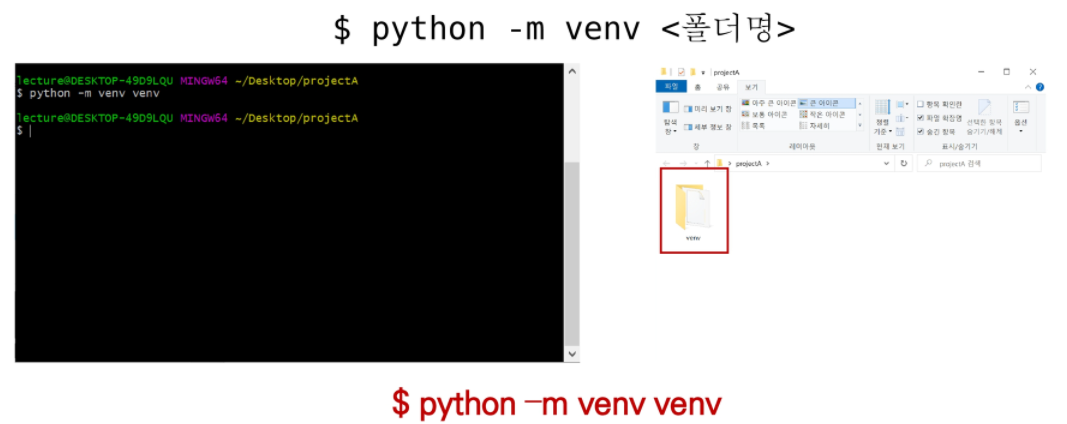 $ python -m venv <폴더명>
lecture@DESKTOP-49D9LQU MINGW64 ~/Desktop/projectA
$ python -m venv venv
lecture@DESKTOP-49D9LQU MINGW64 ~/Desktop/projectA
$
projectA
파일 홈 공유 보기
탐색 창
미리 보기 창
세부 정보 창
아주 큰 아이콘 큰 아이콘
보통 아이콘 작은 아이콘
목록 자세히
정렬 기준
항목 확인란
파일 확장명
숨긴 항목
선택한 항목 숨기기/해제
옵션
창 레이아웃 현재 보기 표시/숨기기
projectA
projectA 검색
venv
$ python –m venv venv